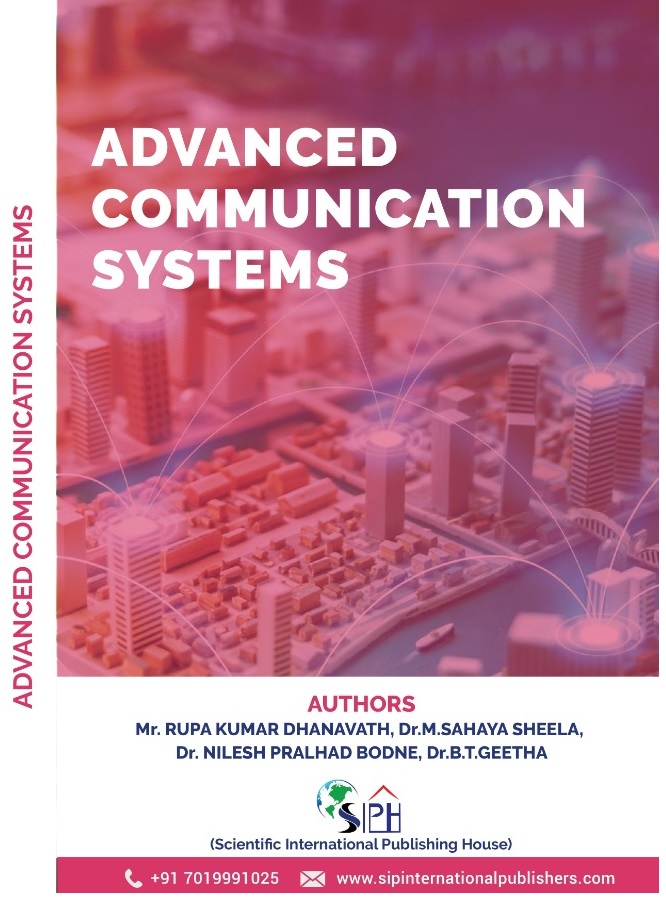 ADVANCED COMMUNICATION SYSTEMS
ADVANCED
COMMUNICATION
SYSTEMS
AUTHORS
Mr. RUPA KUMAR DHANAVATH, Dr.M.SAHAYA SHEELA,
Dr. NILESH PRALHAD BODNE, Dr.B.T.GEETHA
SIPH
(Scientific International Publishing House)
+91 7019991025 www.sipinternationalpublishers.com